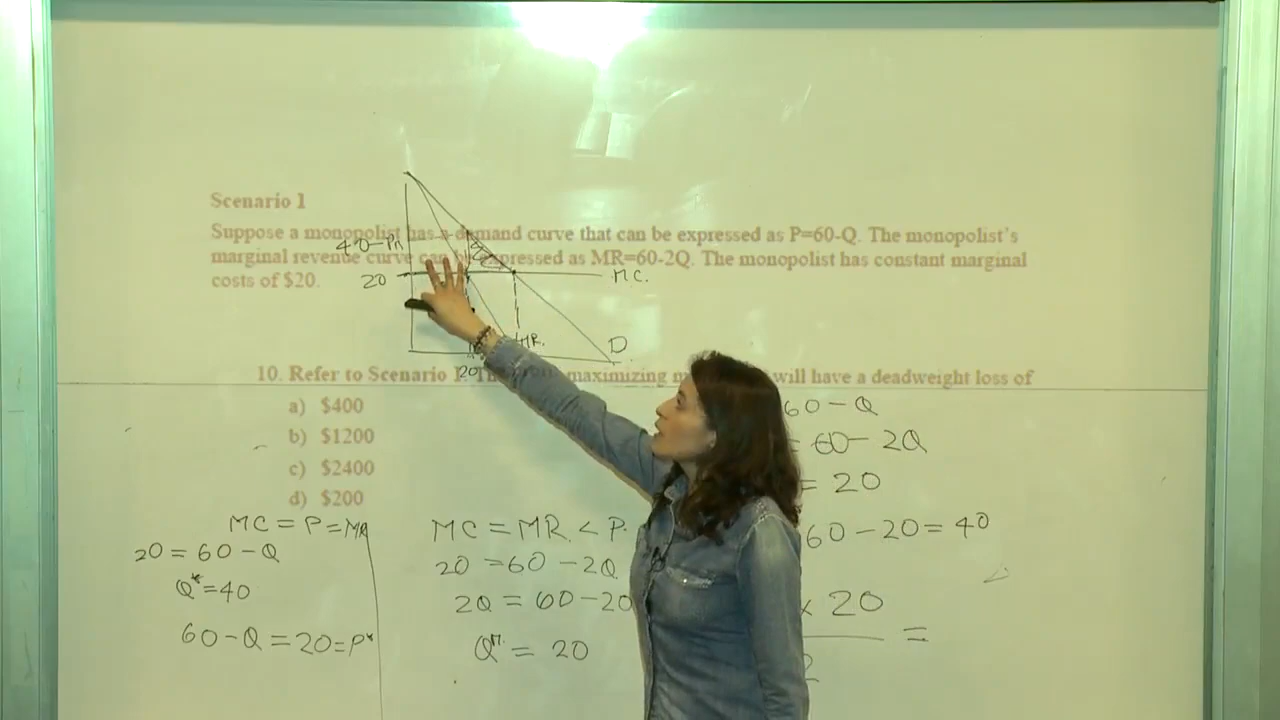 Scenario 1
Suppose a monopolist has a demand curve that can be expressed as P=60-Q. The monopolist's
marginal revenue curve can be expressed as MR=60-2Q. The monopolist has constant marginal
costs of $20.
40-PM
20
MC.
MR.
D
20
10. Refer to Scenario 1. The maximizing will have a deadweight loss of
a) $400
b) $1200
c) $2400
d) $200
MC = P = MR
20 = 60 - Q
Q* = 40
60 - Q = 20 = P*
MC = MR < P.
20 = 60 - 2Q
2Q = 60 - 20
QM = 20
60 - Q
= 60 - 2Q
= 20
60 - 20 = 40
x 20
=
2